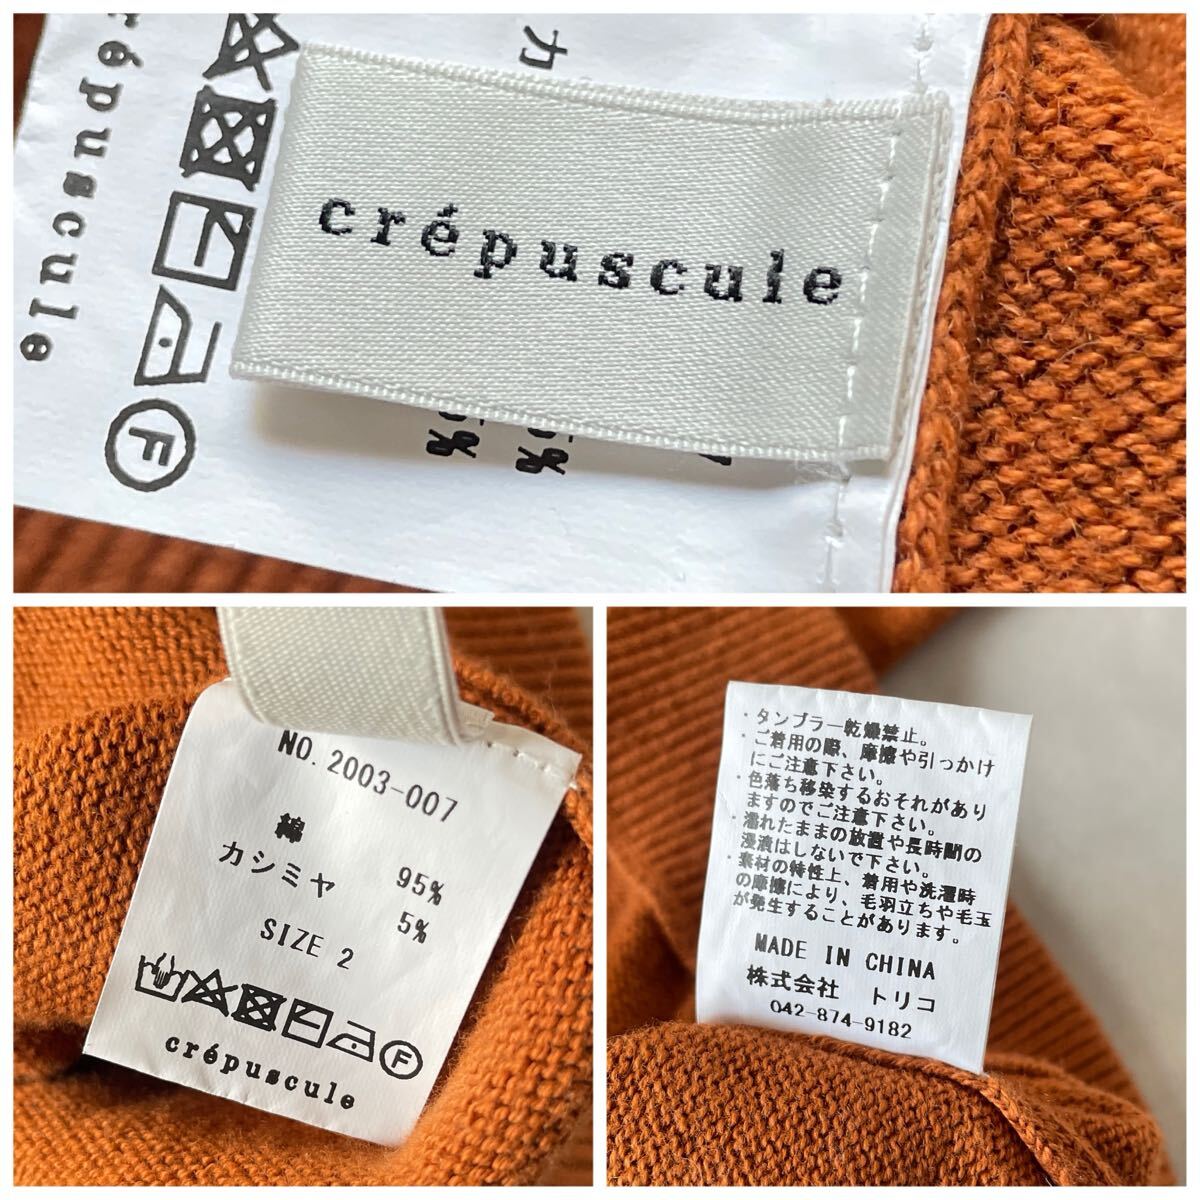 crépuscule
カ
crépuscule
F
5%
%
NO. 2003-007
綿 95%
カシミヤ 5%
SIZE 2
F
crépuscule
・タンブラー乾燥禁止。
・ご着用の際、摩擦や引っかけ
にご注意下さい。
・色落ち移染するおそれがあり
ますのでご注意下さい。
・濡れたままの放置や長時間の
浸漬はしないで下さい。
・素材の特性上、着用や洗濯時
の摩擦により、毛羽立ちや毛玉
が発生することがあります。
MADE IN CHINA
株式会社 トリコ
042-874-9182